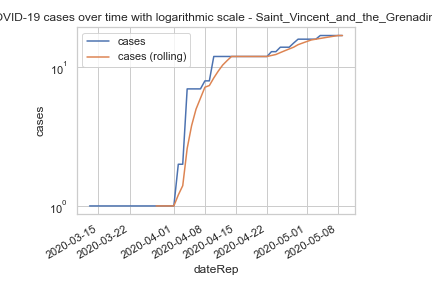 OVID-19 cases over time with logarithmic scale - Saint_Vincent_and_the_Grenadin
cases
cases (rolling)
10¹
10⁰
cases
2020-03-15
2020-03-22
2020-04-01
2020-04-08
2020-04-15
2020-04-22
2020-05-01
2020-05-08
dateRep